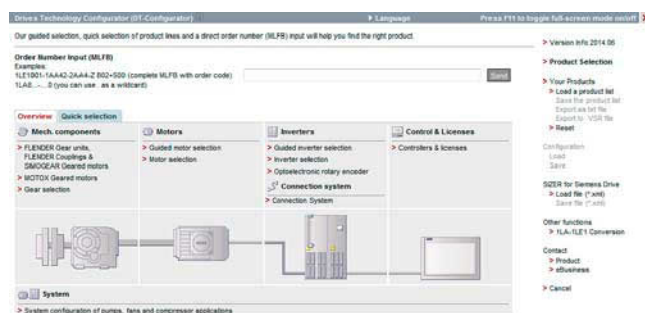 Drives Technology Configurator (DT-Configurator)
Language
Press F11 to toggle full-screen mode on/off
Our guided selection, quick selection of product lines and a direct order number (MLFB) input will help you find the right product.
Order Number Input (MLFB)
Examples:
1LE1001-1AA42-2AA4-Z B02+S00 (complete MLFB with order code)
1LA8...-... .0 (you can use . as a wildcard)
Send
Overview
Quick selection
Mech. components
> FLENDER Gear units,
FLENDER Couplings &
SIMOGEAR Geared motors
> MOTOX Geared motors
> Gear selection
Motors
> Guided motor selection
> Motor selection
Inverters
> Guided inverter selection
> Inverter selection
> Optoelectronic rotary encoder
Connection system
> Connection System
Control & Licenses
> Controllers & licenses
System
> System configuration of pumps, fans and compressor applications
> Version Info 2014.06
> Product Selection
> Your Products
> Load a product list
Save the product list
Export as txt file
Export to VSR file
> Reset
Configuration
Load
Save
SIZER for Siemens Drive
> Load file (*.xml)
Save file (*.xml)
Other functions
> 1LA-1LE1 Conversion
Contact
> Product
> eBusiness
> Cancel